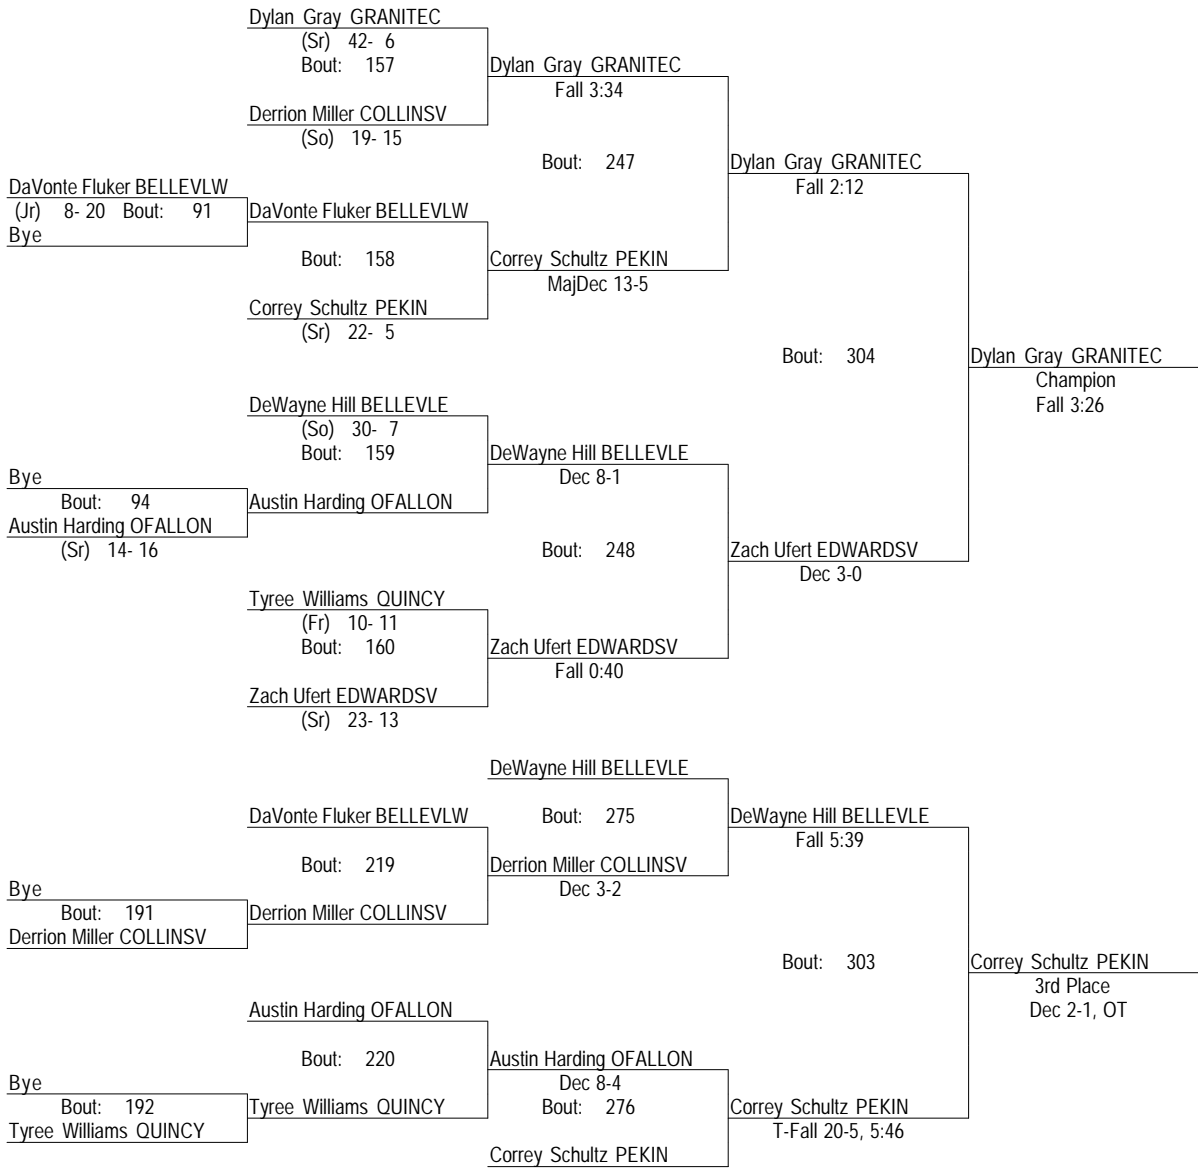 Dylan Gray GRANITEC
(Sr) 42- 6
Bout: 157
Dylan Gray GRANITEC
Fall 3:34
Derrion Miller COLLINSV
(So) 19- 15
Bout: 247
Dylan Gray GRANITEC
Fall 2:12
DaVonte Fluker BELLEVLW
(Jr) 8- 20 Bout: 91
Bye
DaVonte Fluker BELLEVLW
Bout: 158
Correy Schultz PEKIN
MajDec 13-5
Correy Schultz PEKIN
(Sr) 22- 5
Bout: 304
Dylan Gray GRANITEC
Champion
Fall 3:26
DeWayne Hill BELLEVLE
(So) 30- 7
Bout: 159
DeWayne Hill BELLEVLE
Dec 8-1
Bye
Bout: 94
Austin Harding OFALLON
(Sr) 14- 16
Austin Harding OFALLON
Bout: 248
Zach Ufert EDWARDSV
Dec 3-0
Tyree Williams QUINCY
(Fr) 10- 11
Bout: 160
Zach Ufert EDWARDSV
Fall 0:40
Zach Ufert EDWARDSV
(Sr) 23- 13
DeWayne Hill BELLEVLE
DaVonte Fluker BELLEVLW
Bout: 275
DeWayne Hill BELLEVLE
Fall 5:39
Bout: 219
Derrion Miller COLLINSV
Dec 3-2
Bye
Bout: 191
Derrion Miller COLLINSV
Derrion Miller COLLINSV
Bout: 303
Correy Schultz PEKIN
3rd Place
Dec 2-1, OT
Austin Harding OFALLON
Bout: 220
Austin Harding OFALLON
Dec 8-4
Bye
Bout: 192
Tyree Williams QUINCY
Tyree Williams QUINCY
Bout: 276
Correy Schultz PEKIN
T-Fall 20-5, 5:46
Correy Schultz PEKIN